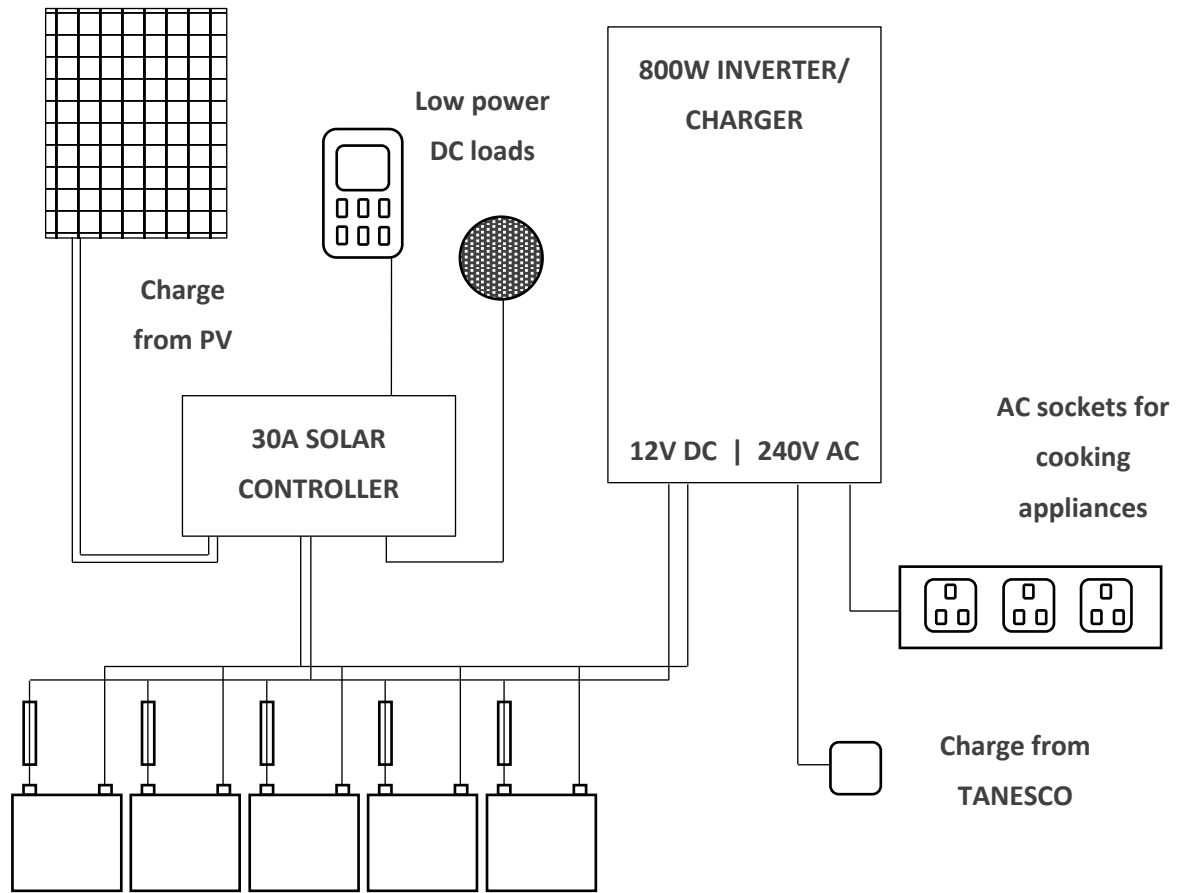 800W INVERTER/
CHARGER
Low power
DC loads
Charge
from PV
30A SOLAR
CONTROLLER
12V DC | 240V AC
AC sockets for
cooking
appliances
Charge from
TANESCO